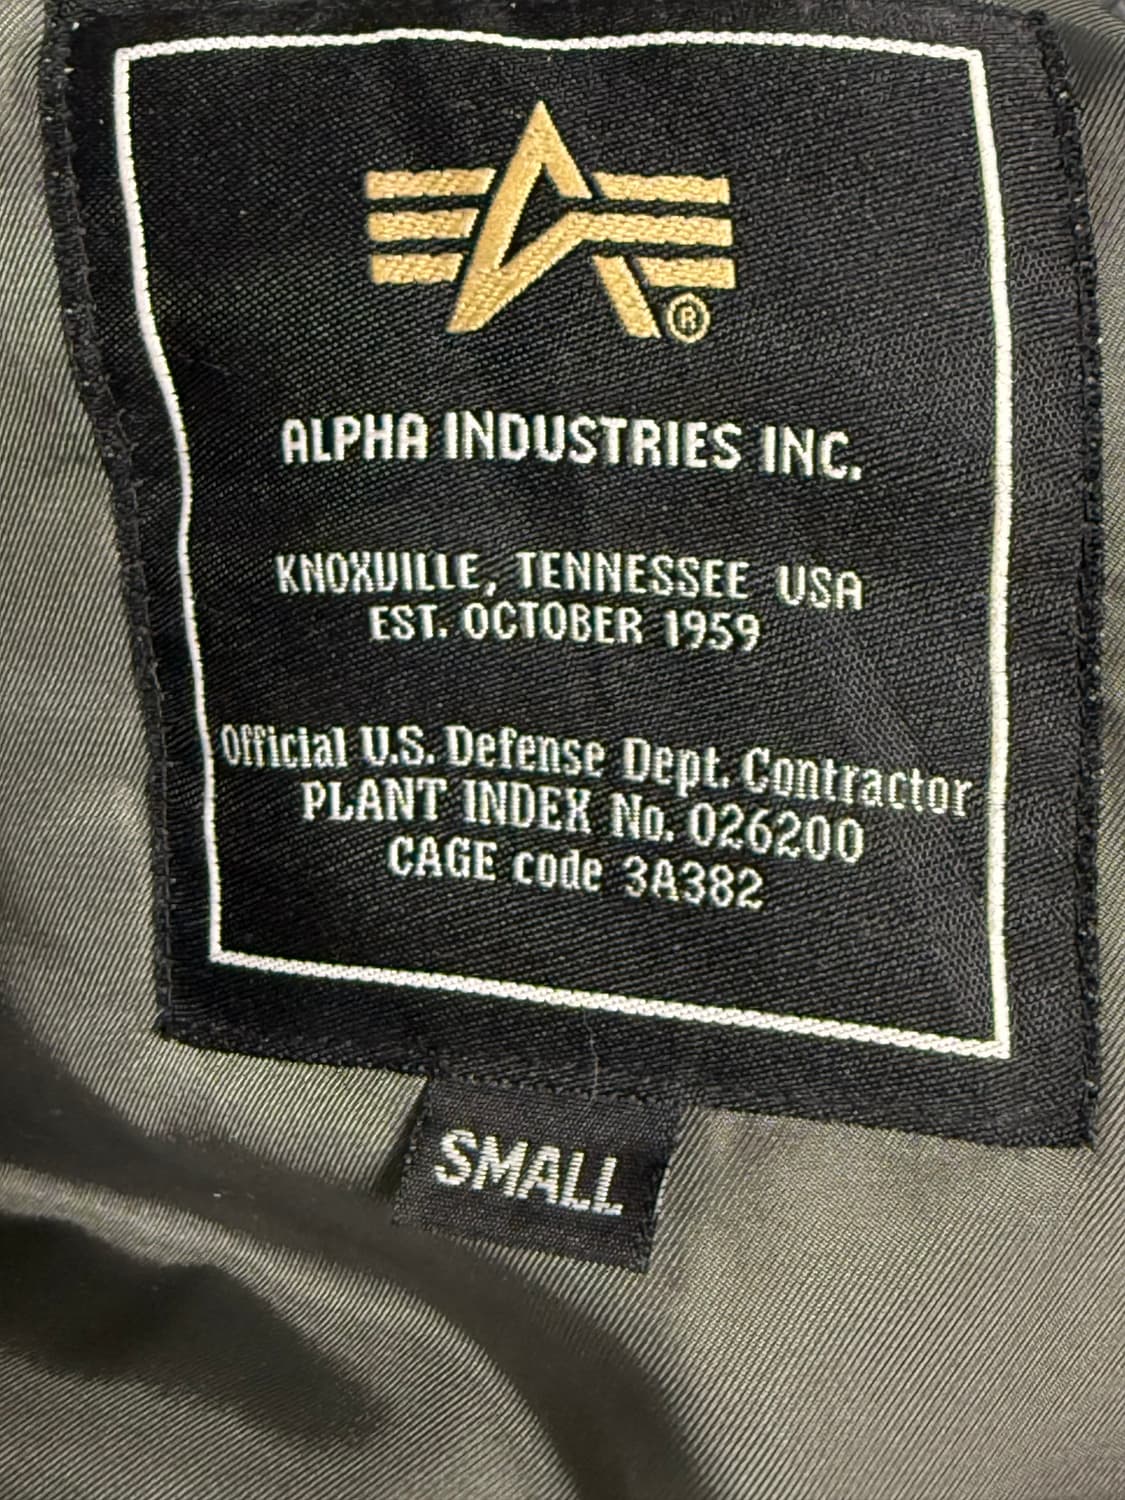 ®
ALPHA INDUSTRIES INC.
KNOXVILLE, TENNESSEE USA
EST. OCTOBER 1959
Official U.S. Defense Dept. Contractor
PLANT INDEX No. 026200
CAGE code 3A382
SMALL